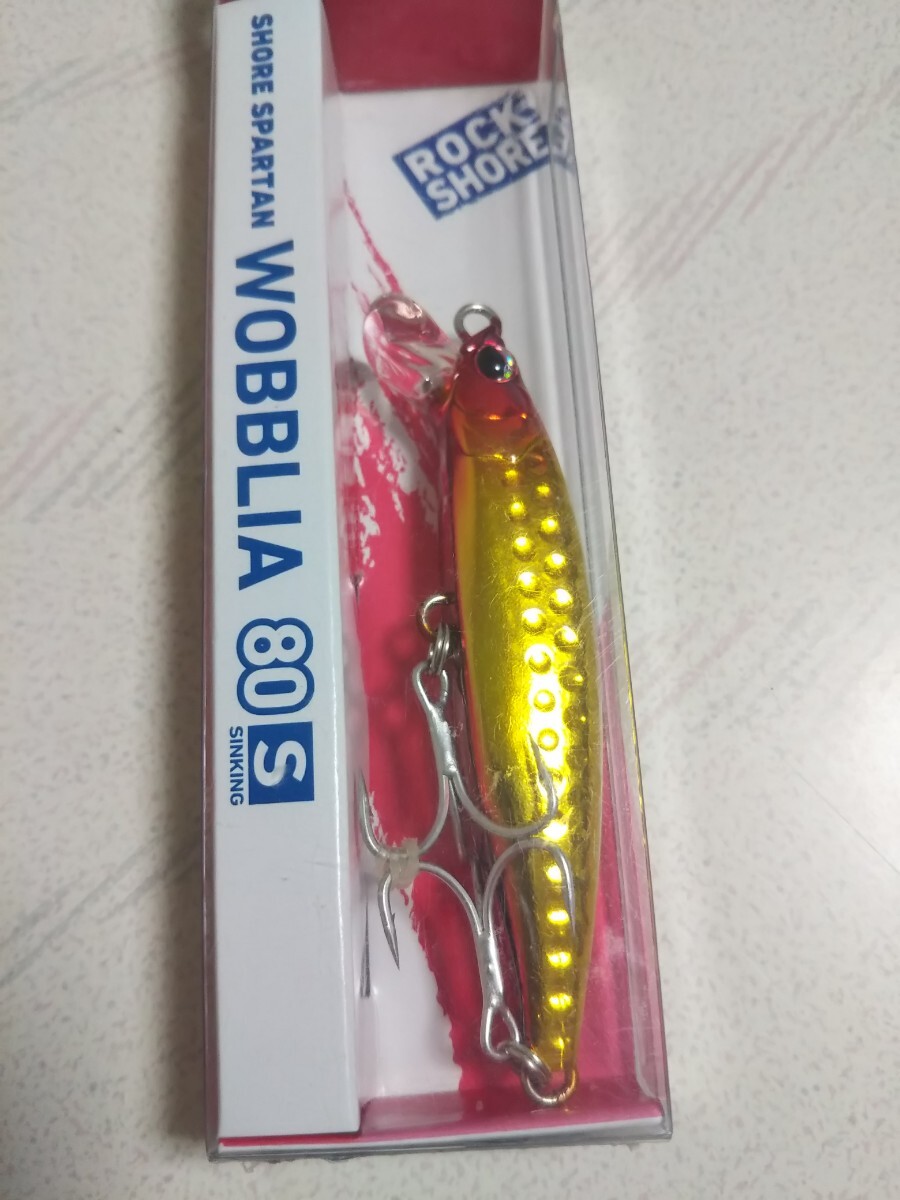 SHORE SPARTAN
WOBBLIA 80 S
SINKING
ROCK
SHORE